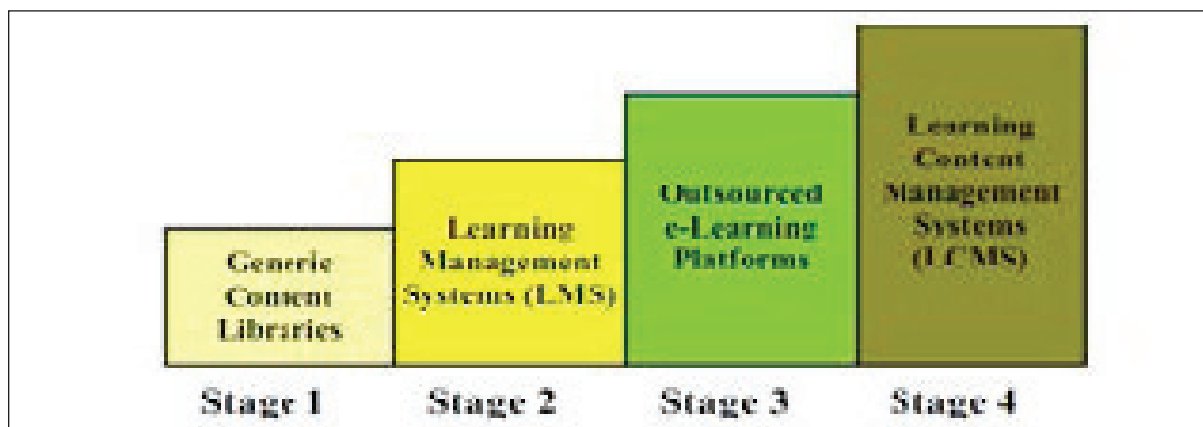 Generic
Content
Libraries
Learning
Management
Systems (LMS)
Outsourced
e-Learning
Platforms
Learning
Content
Management
Systems
(LCMS)
Stage 1
Stage 2
Stage 3
Stage 4